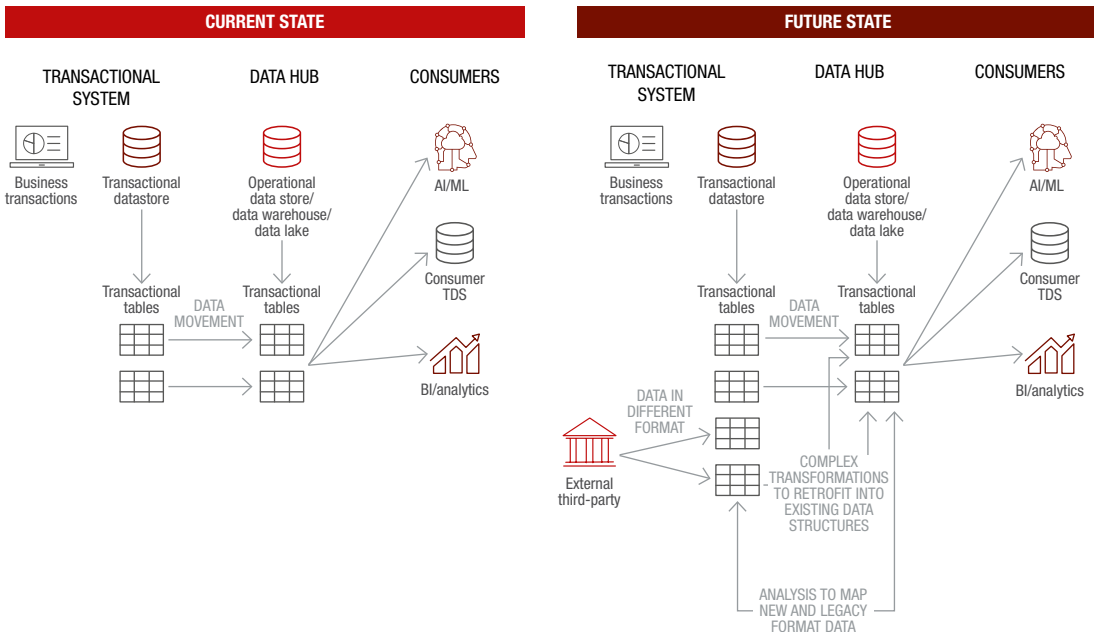 CURRENT STATE
TRANSACTIONAL
SYSTEM
DATA HUB
CONSUMERS
Business
transactions
Transactional
datastore
Operational
data store/
data warehouse/
data lake
AI/ML
Consumer
TDS
BI/analytics
Transactional
tables
DATA
MOVEMENT
Transactional
tables
FUTURE STATE
TRANSACTIONAL
SYSTEM
DATA HUB
CONSUMERS
Business
transactions
Transactional
datastore
Operational
data store/
data warehouse/
data lake
AI/ML
Consumer
TDS
BI/analytics
Transactional
tables
DATA
MOVEMENT
Transactional
tables
DATA IN
DIFFERENT
FORMAT
External
third-party
COMPLEX
TRANSFORMATIONS
TO RETROFIT INTO
EXISTING DATA
STRUCTURES
ANALYSIS TO MAP
NEW AND LEGACY
FORMAT DATA